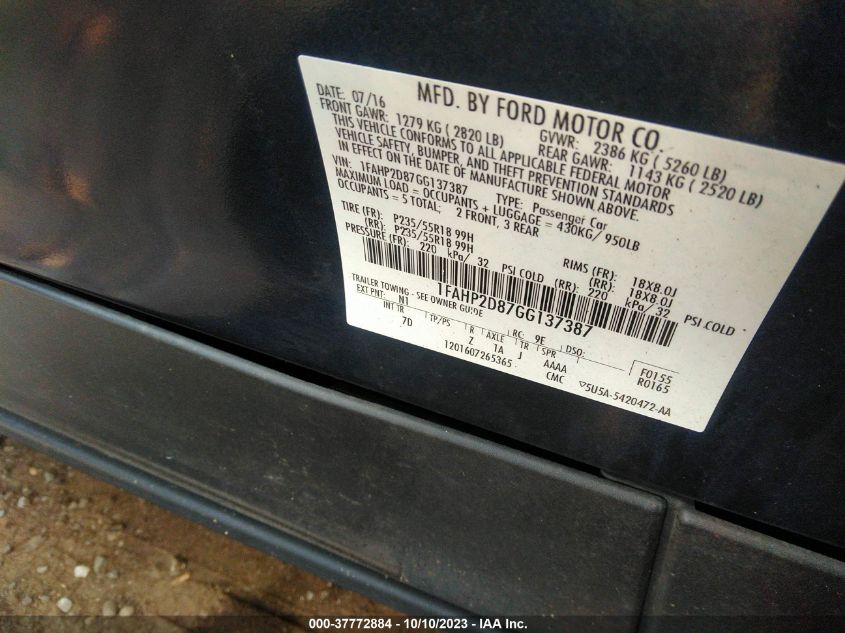 MFD. BY FORD MOTOR CO.
DATE: 07/16 GVWR: 2386 KG ( 5260 LB)
FRONT GAWR: 1279 KG ( 2820 LB) REAR GAWR: 1143 KG ( 2520 LB)
THIS VEHICLE CONFORMS TO ALL APPLICABLE FEDERAL MOTOR
VEHICLE SAFETY, BUMPER, AND THEFT PREVENTION STANDARDS
IN EFFECT ON THE DATE OF MANUFACTURE SHOWN ABOVE.
VIN: 1FAHP2D87GG137387 TYPE: Passenger Car
MAXIMUM LOAD = OCCUPANTS + LUGGAGE = 430KG/ 950LB
OCCUPANTS = 5 TOTAL; 2 FRONT, 3 REAR
TIRE (FR): P235/55R18 99H RIMS (FR): 18X8.0J
(RR): P235/55R18 99H (RR): 18X8.0J
PRESSURE (FR): 220 kPa/ 32 PSI COLD (RR): 220 kPa/ 32 PSI COLD
1FAHP2D87GG137387
TRAILER TOWING - SEE OWNER GUIDE
EXT PNT: N1 RC: 9E DSO:
INT TR TP/PS R AXLE TR SPR
7D Z 1A J AAAA
F0155
R0165
1201607265365 CMC 5U5A-5420472-AA
000-37772884 - 10/10/2023 - IAA Inc.